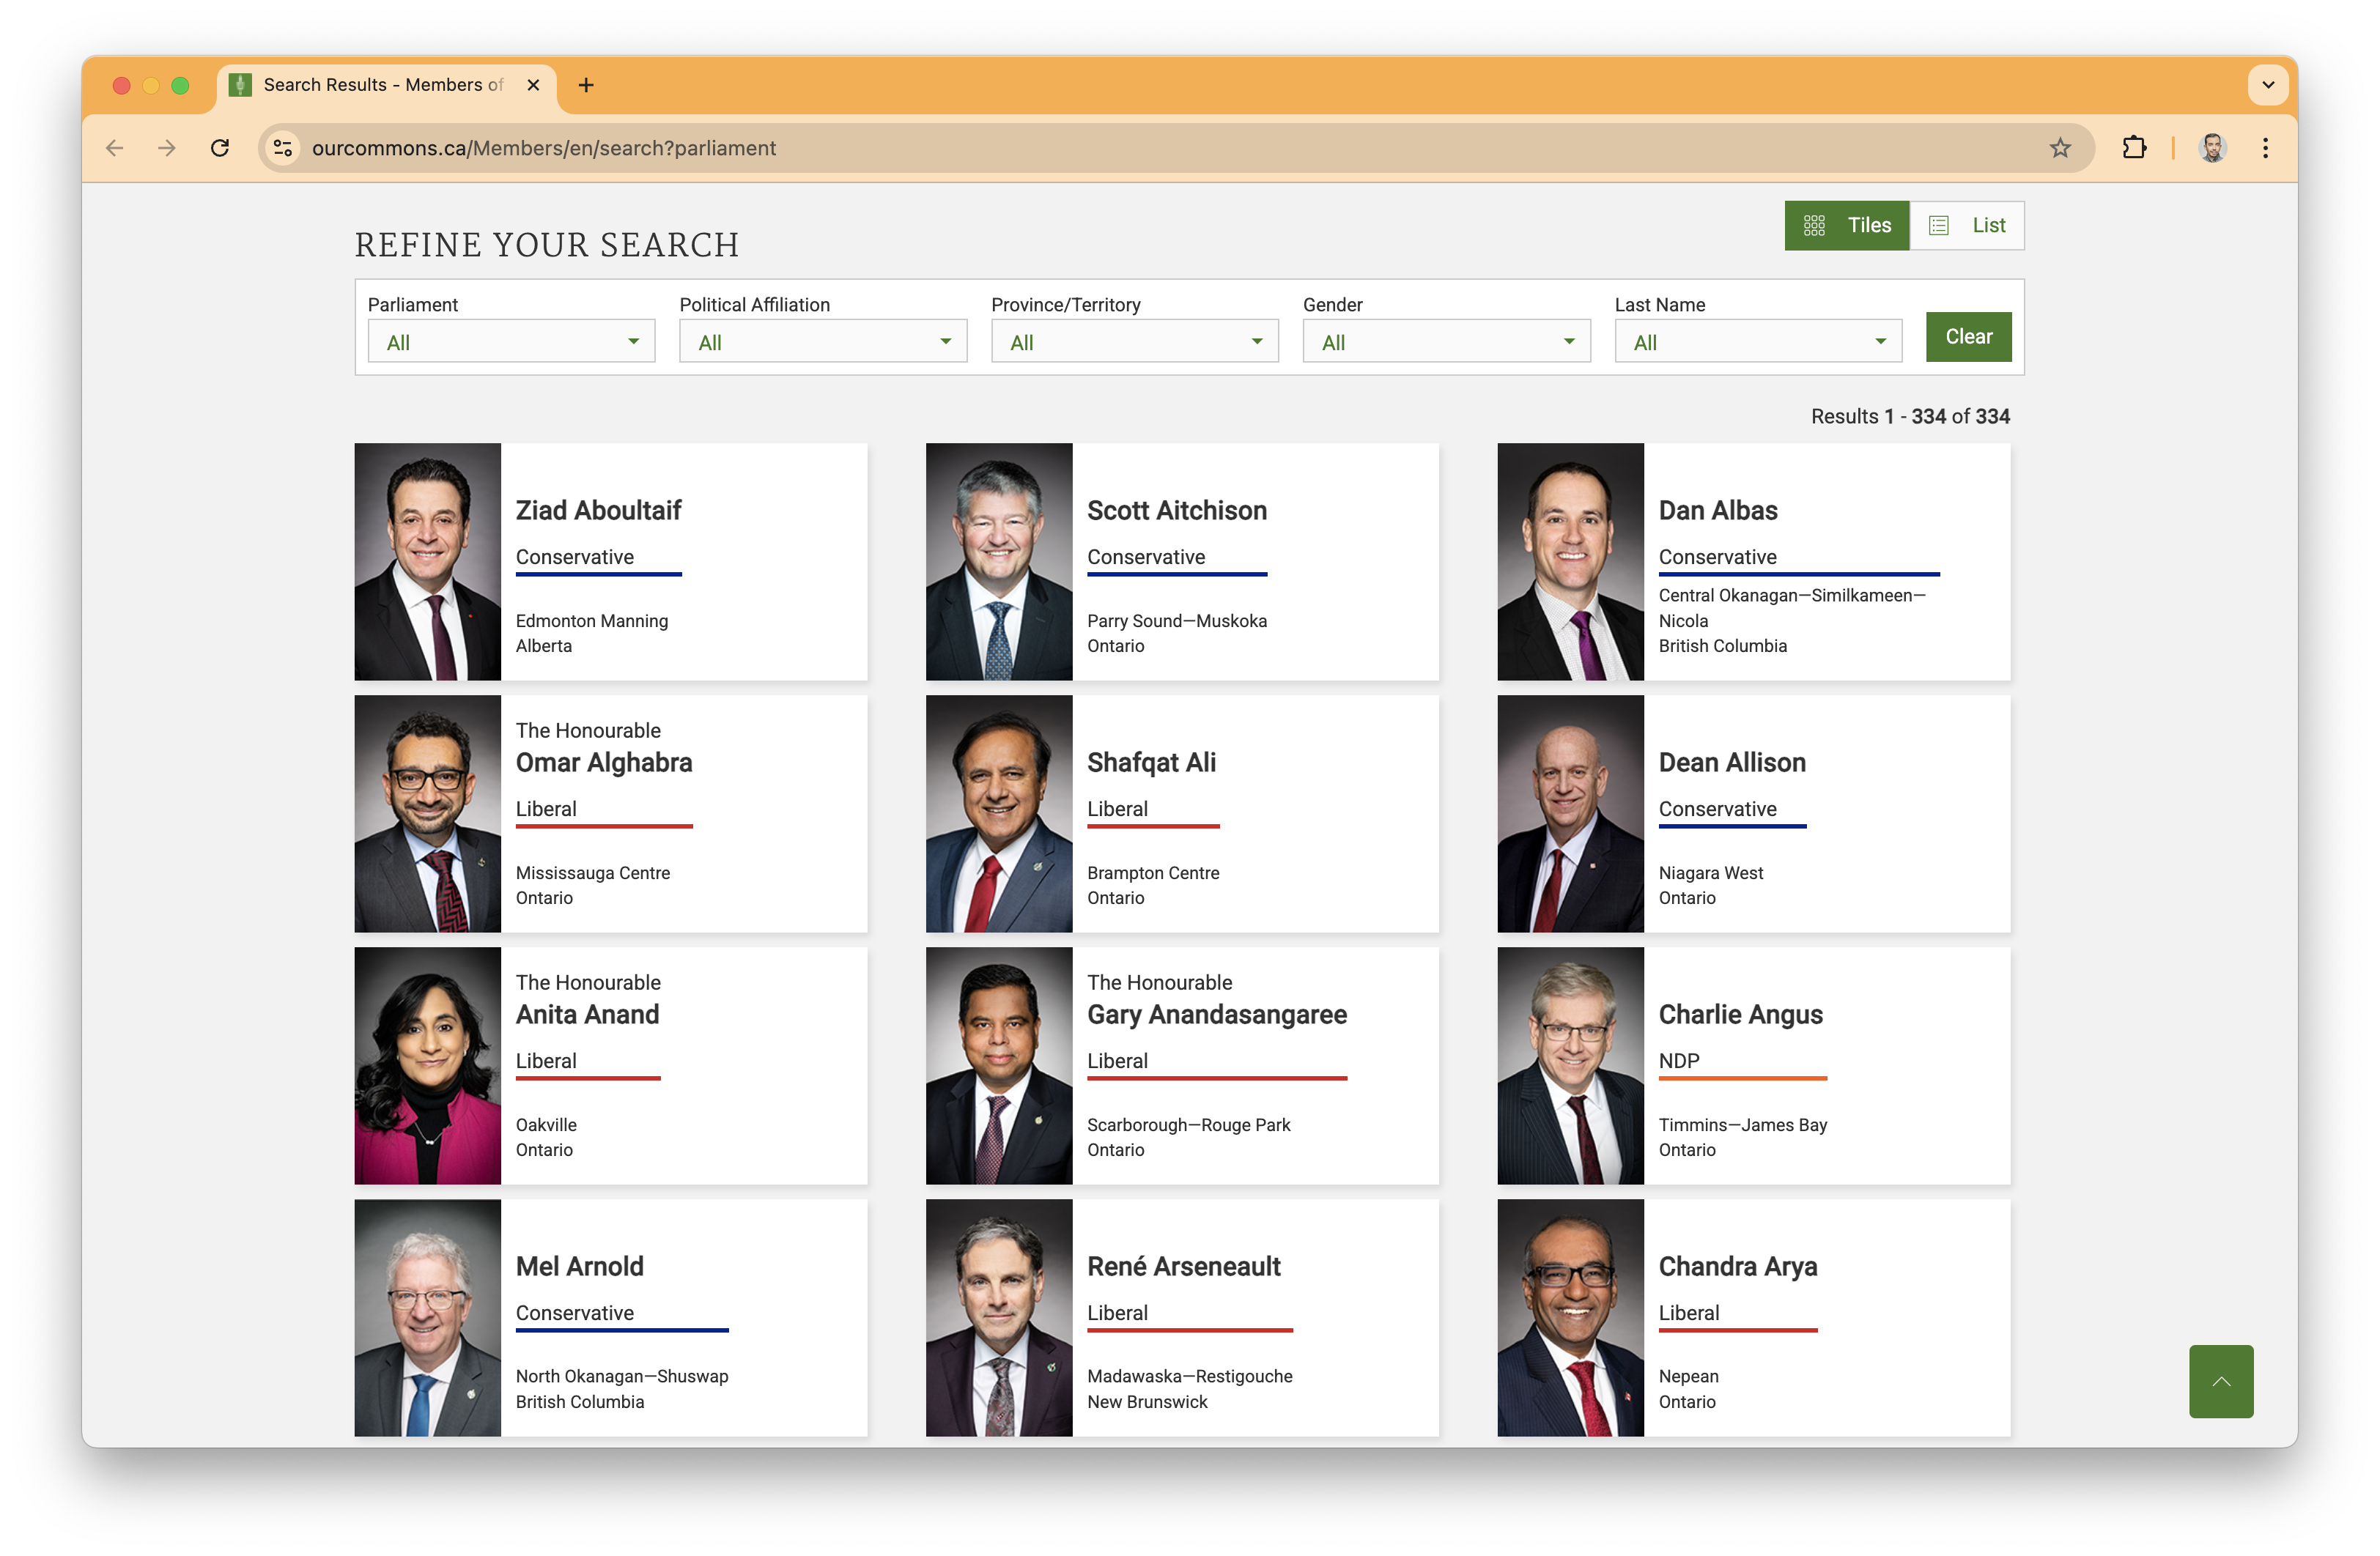 Search Results - Members of
ourcommons.ca/Members/en/search?parliament
Tiles
List
REFINE YOUR SEARCH
Parliament
Political Affiliation
Province/Territory
Gender
Last Name
All
All
All
All
All
Clear
Results 1 - 334 of 334
Ziad Aboultaif
Conservative
Edmonton Manning
Alberta
Scott Aitchison
Conservative
Parry Sound—Muskoka
Ontario
Dan Albas
Conservative
Central Okanagan—Similkameen—
Nicola
British Columbia
The Honourable
Omar Alghabra
Liberal
Mississauga Centre
Ontario
Shafqat Ali
Liberal
Brampton Centre
Ontario
Dean Allison
Conservative
Niagara West
Ontario
The Honourable
Anita Anand
Liberal
Oakville
Ontario
The Honourable
Gary Anandasangaree
Liberal
Scarborough—Rouge Park
Ontario
Charlie Angus
NDP
Timmins—James Bay
Ontario
Mel Arnold
Conservative
North Okanagan—Shuswap
British Columbia
René Arseneault
Liberal
Madawaska—Restigouche
New Brunswick
Chandra Arya
Liberal
Nepean
Ontario